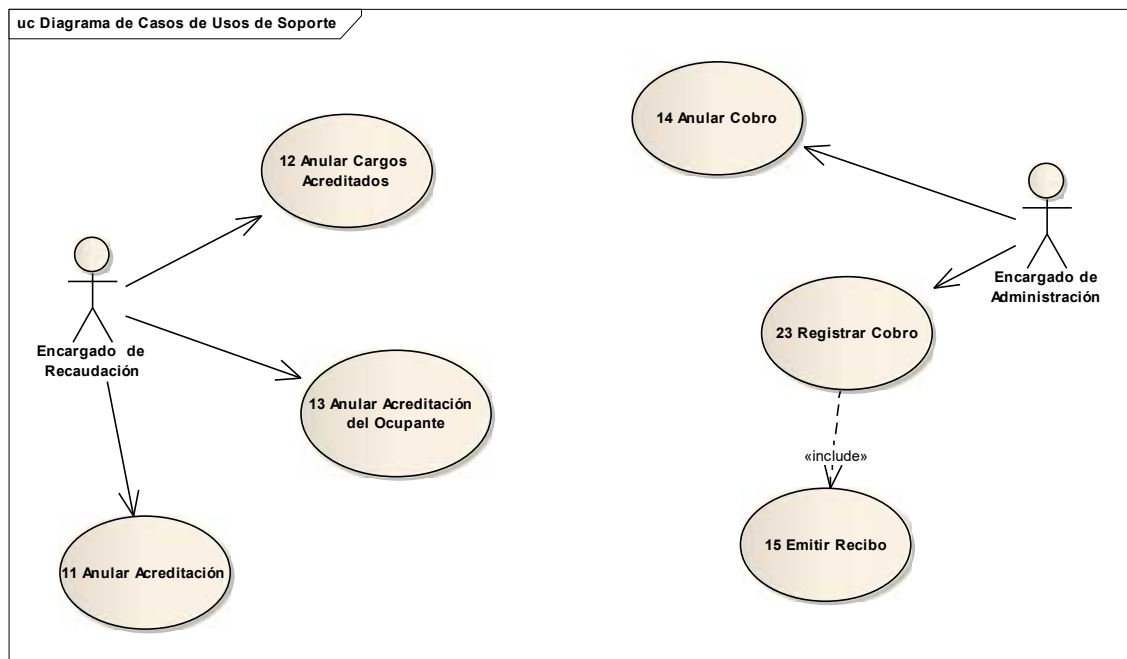 uc Diagrama de Casos de Usos de Soporte
14 Anular Cobro
12 Anular Cargos
Acreditados
Encargado de
Administración
23 Registrar Cobro
Encargado de
Recaudación
13 Anular Acreditación
del Ocupante
«include»
15 Emitir Recibo
11 Anular Acreditación